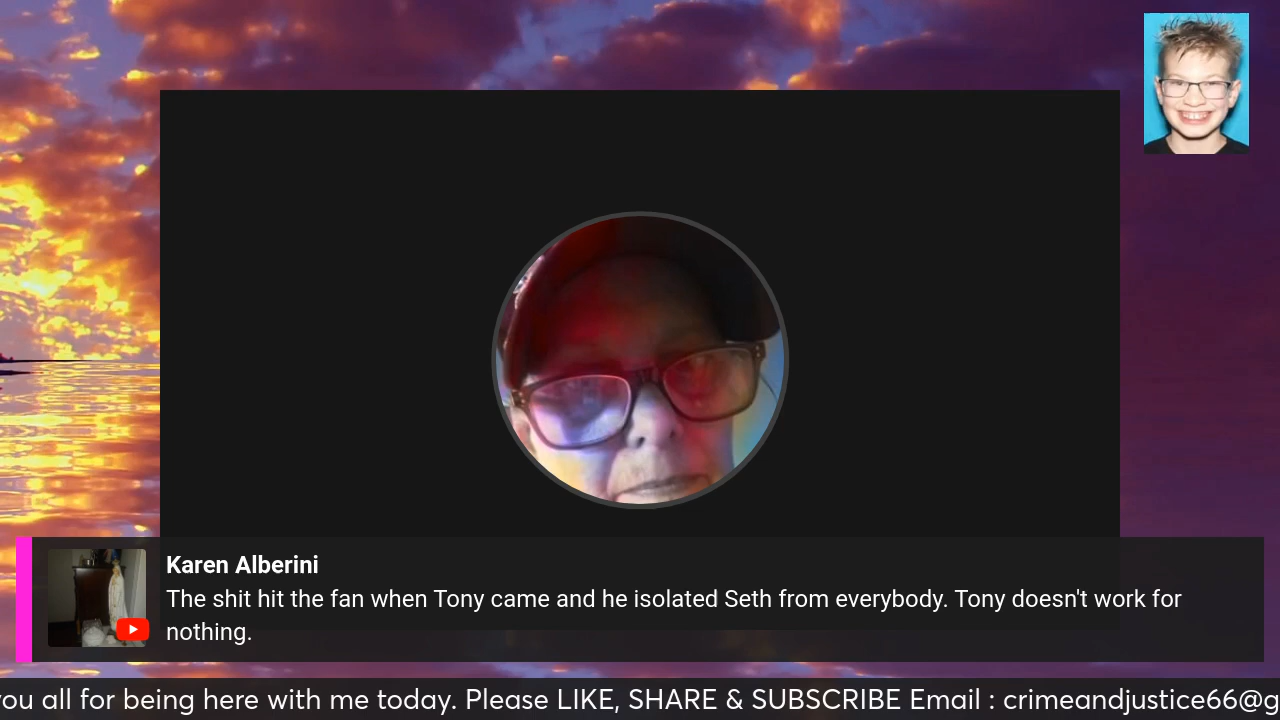 Karen Alberini
The shit hit the fan when Tony came and he isolated Seth from everybody. Tony doesn't work for
nothing.
you all for being here with me today. Please LIKE, SHARE & SUBSCRIBE Email : crimeandjustice66@g